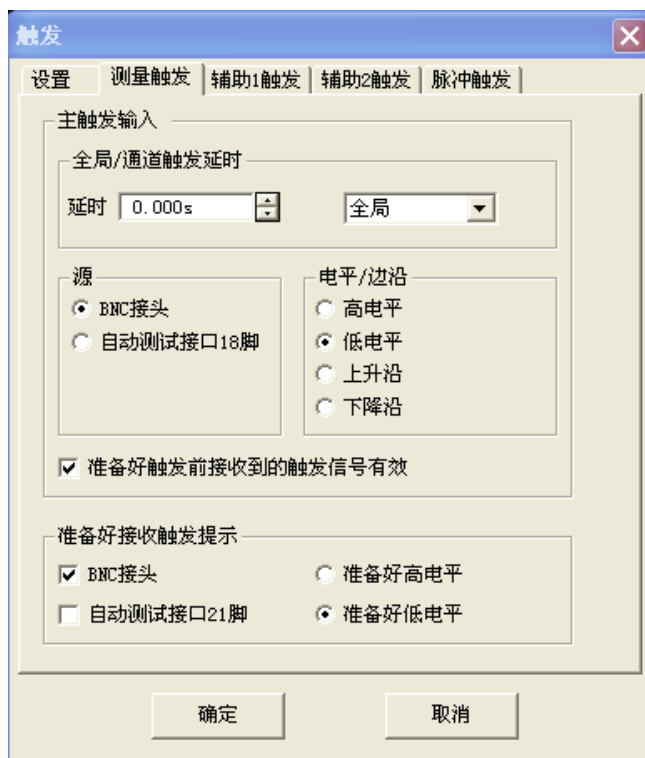 触发
设置 测量触发 辅助1触发 辅助2触发 脉冲触发
主触发输入
全局/通道触发延时
延时 0.000s 全局
源 电平/边沿
BNC接头 高电平
自动测试接口18脚 低电平
上升沿
下降沿
准备好触发前接收到的触发信号有效
准备好接收触发提示
BNC接头 准备好高电平
自动测试接口21脚 准备好低电平
确定 取消